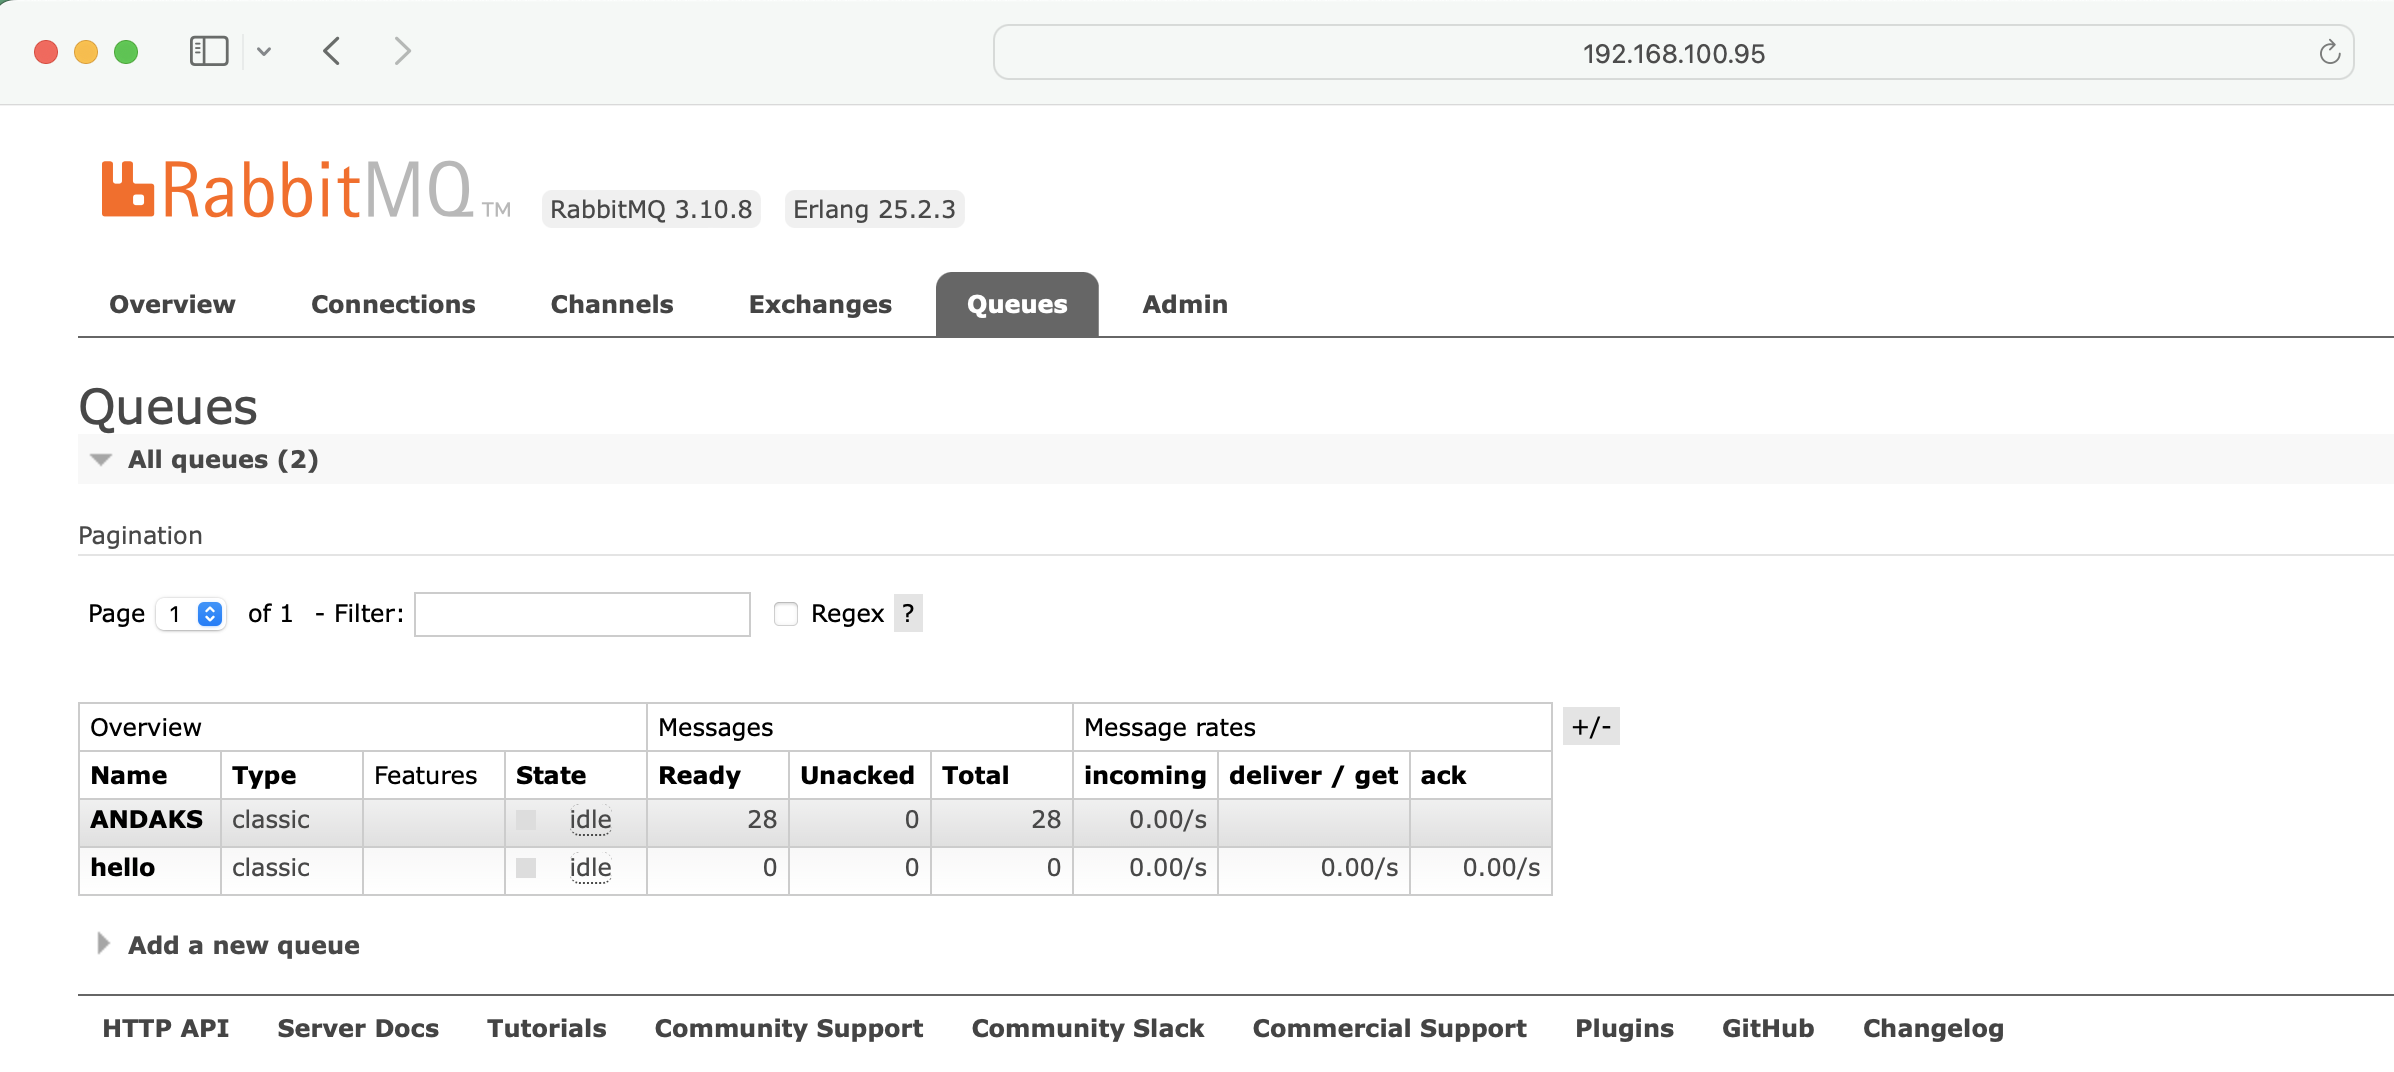 192.168.100.95
RabbitMQ TM RabbitMQ 3.10.8 Erlang 25.2.3
Overview Connections Channels Exchanges Queues Admin
Queues
All queues (2)
Pagination
Page 1 of 1 - Filter: Regex ?
Overview Messages Message rates +/-
Name Type Features State Ready Unacked Total incoming deliver / get ack
ANDAKS classic idle 28 0 28 0.00/s
hello classic idle 0 0 0 0.00/s 0.00/s 0.00/s
Add a new queue
HTTP API Server Docs Tutorials Community Support Community Slack Commercial Support Plugins GitHub Changelog